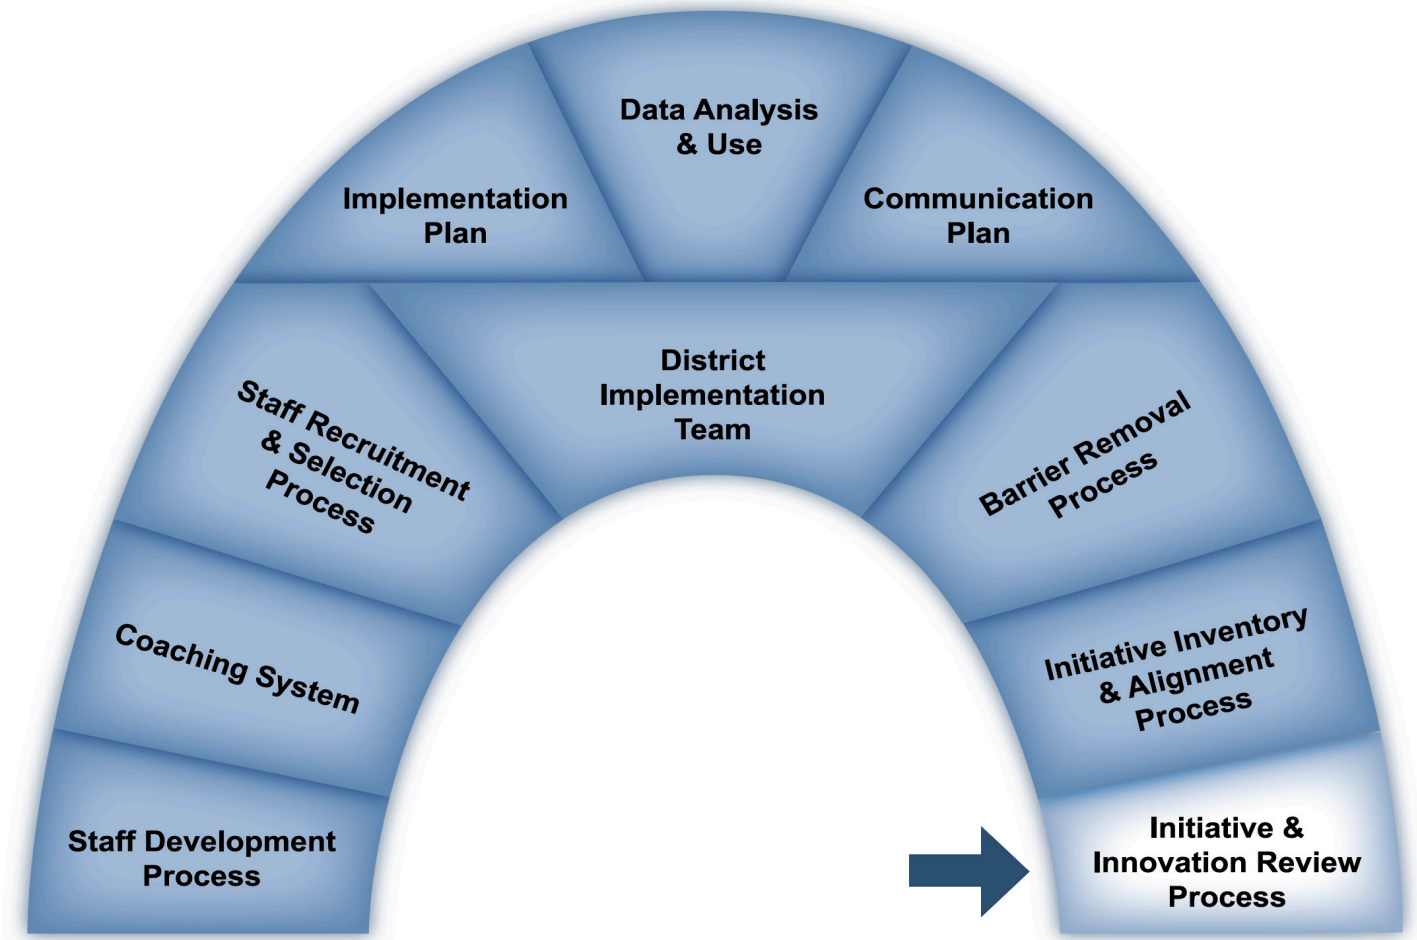 Data Analysis
& Use
Implementation
Plan
Communication
Plan
District
Implementation
Team
Staff Recruitment
& Selection
Process
Barrier Removal
Process
Coaching System
Initiative Inventory
& Alignment
Process
Staff Development
Process
Initiative &
Innovation Review
Process